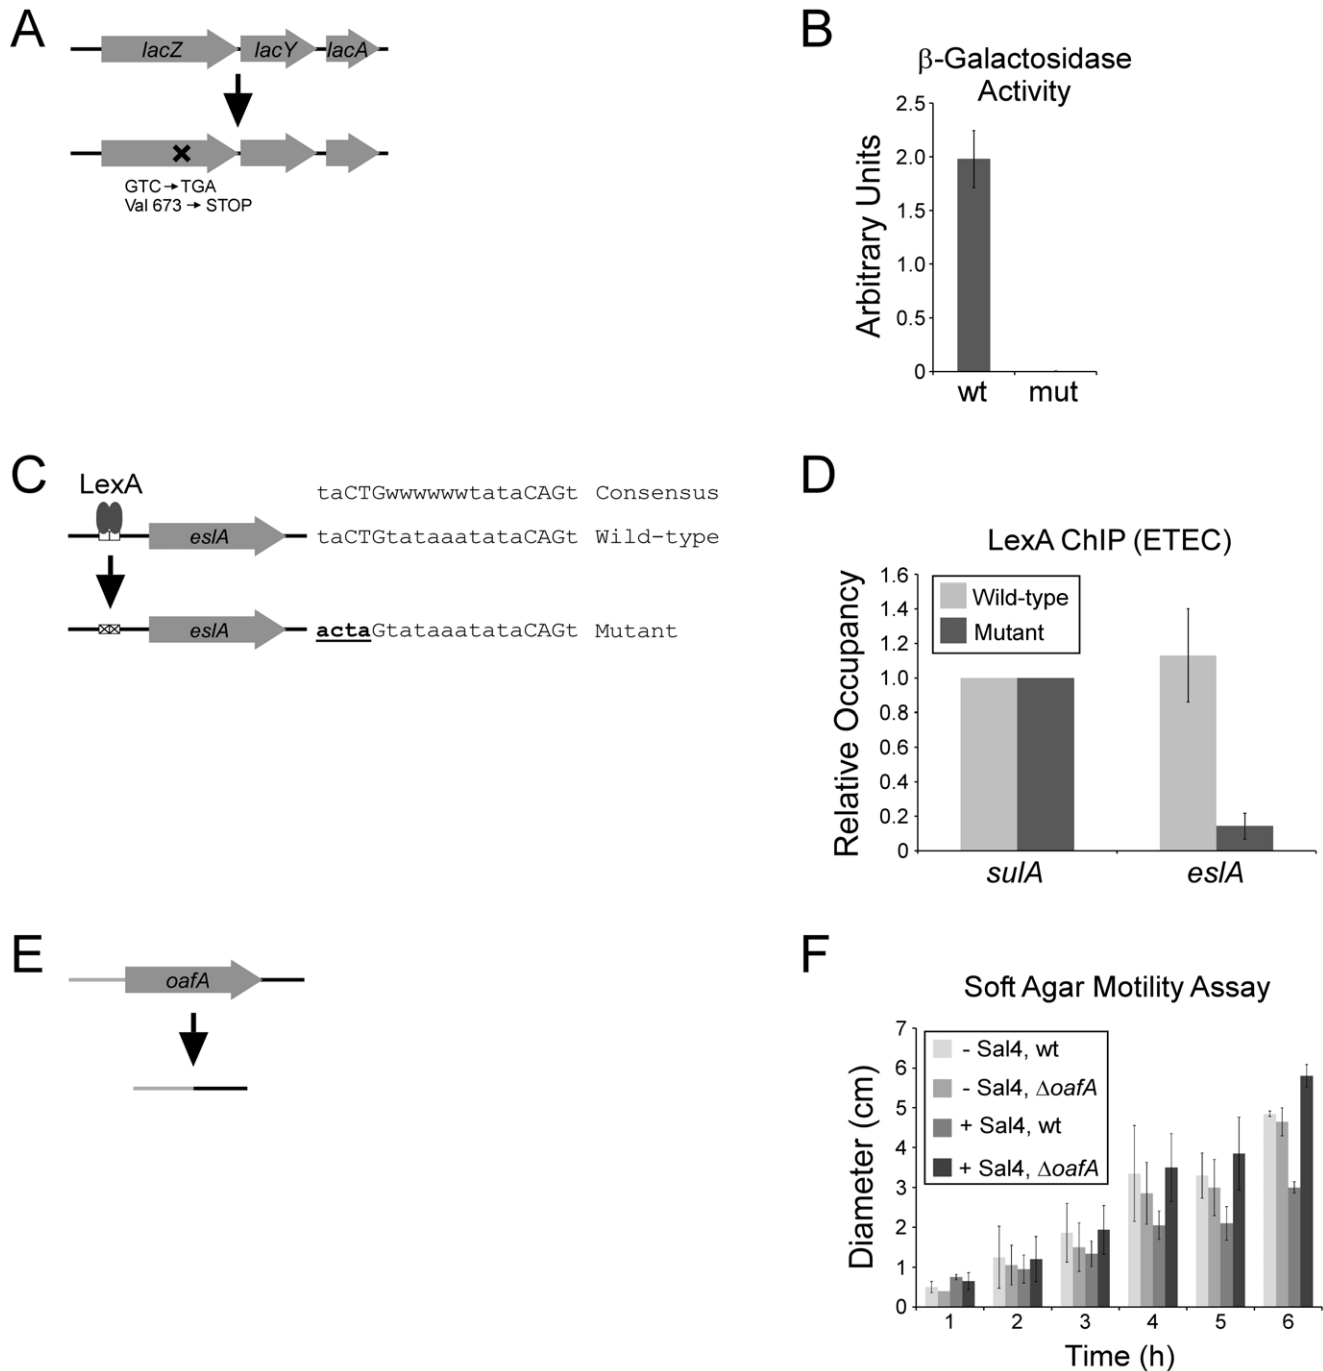 A
lacZ
lacY
lacA
GTC→TGA
Val 673→STOP
B
β-Galactosidase
Activity
Arbitrary Units
2.5
2.0
1.5
1.0
0.5
0
wt
mut
C
LexA
taCTGwwwwwwtataCAGt Consensus
eslA
taCTGtataaatataCAGt Wild-type
eslA
actaGtataaatataCAGt Mutant
D
LexA ChIP (ETEC)
Relative Occupancy
1.6
1.4
1.2
1.0
0.8
0.6
0.4
0.2
0
Wild-type
Mutant
sulA
eslA
E
oafA
F
Soft Agar Motility Assay
Diameter (cm)
7
6
5
4
3
2
1
0
- Sal4, wt
- Sal4, ΔoafA
+ Sal4, wt
+ Sal4, ΔoafA
1 2 3 4 5 6
Time (h)